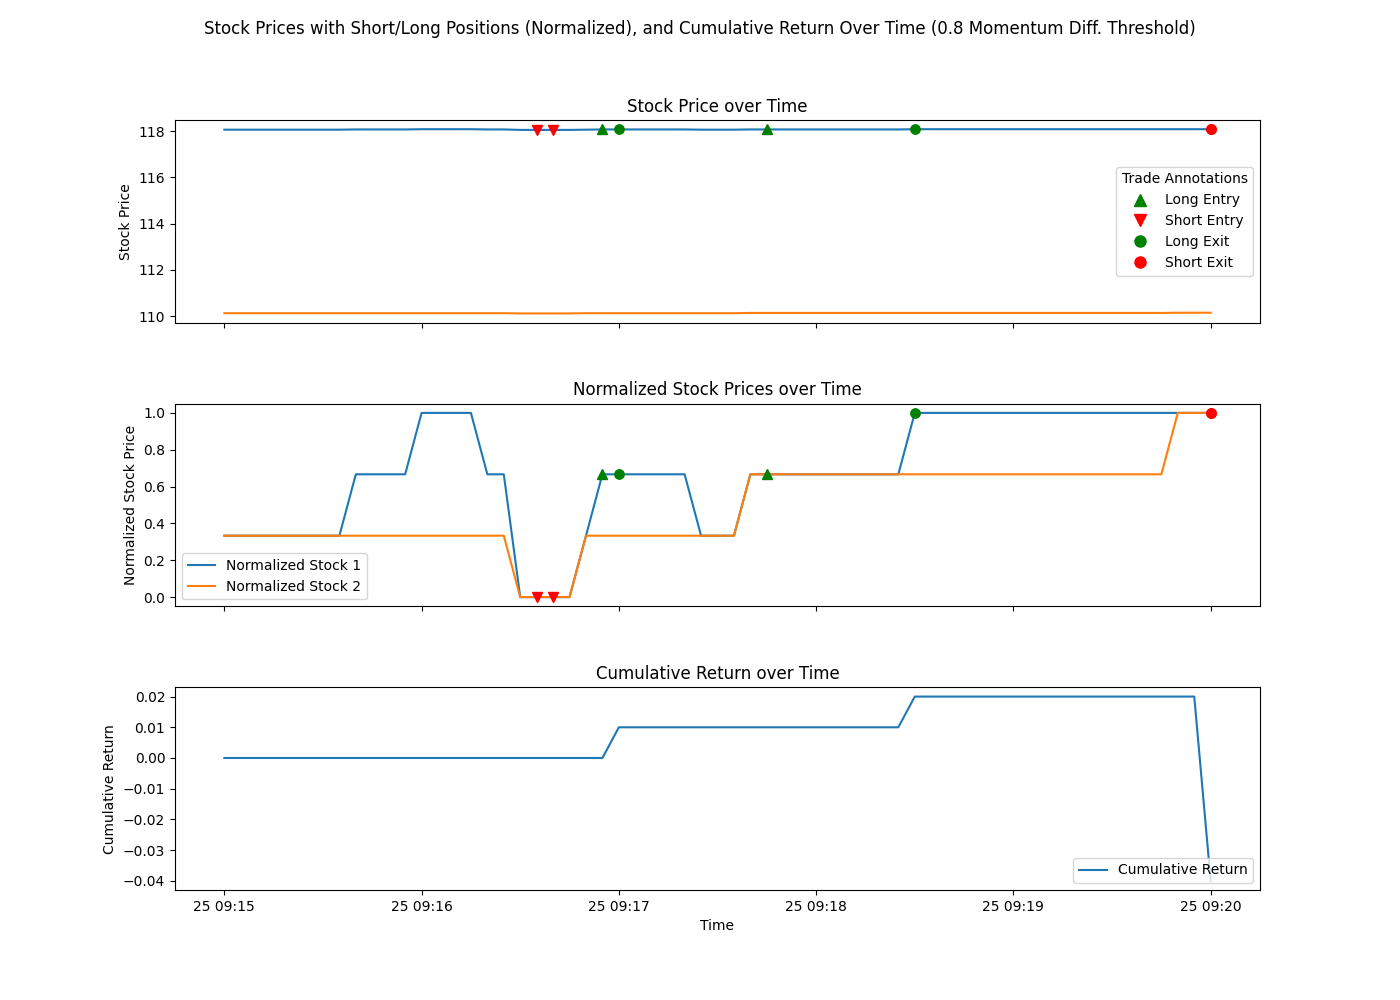 Stock Prices with Short/Long Positions (Normalized), and Cumulative Return Over Time (0.8 Momentum Diff. Threshold)
Stock Price over Time
118
116
114
112
110
Stock Price
Trade Annotations
Long Entry
Short Entry
Long Exit
Short Exit
Normalized Stock Prices over Time
1.0
0.8
0.6
0.4
0.2
0.0
Normalized Stock Price
Normalized Stock 1
Normalized Stock 2
Cumulative Return over Time
0.02
0.01
0.00
−0.01
−0.02
−0.03
−0.04
Cumulative Return
Cumulative Return
25 09:15 25 09:16 25 09:17 25 09:18 25 09:19 25 09:20
Time